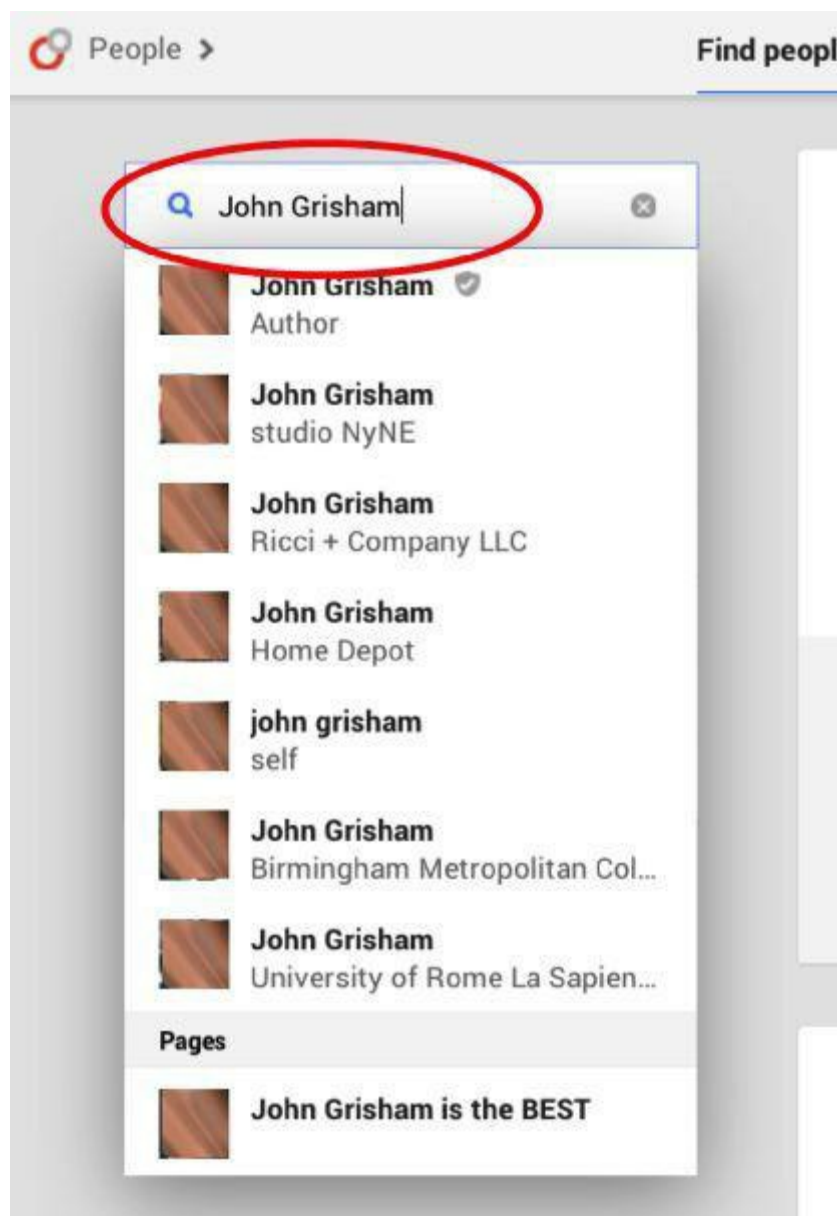 People >
Find peopl
John Grisham
John Grisham
Author
John Grisham
studio NyNE
John Grisham
Ricci + Company LLC
John Grisham
Home Depot
john grisham
self
John Grisham
Birmingham Metropolitan Col...
John Grisham
University of Rome La Sapien...
Pages
John Grisham is the BEST